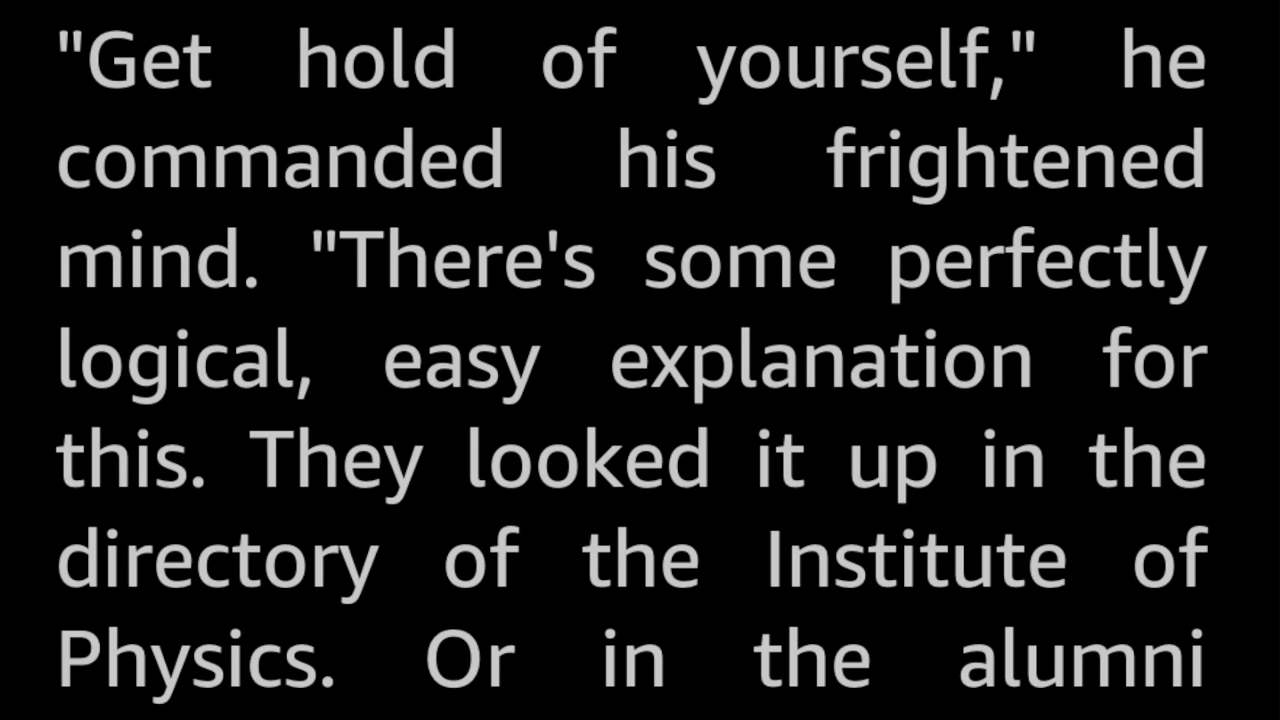 "Get hold of yourself," he
commanded his frightened
mind. "There's some perfectly
logical, easy explanation for
this. They looked it up in the
directory of the Institute of
Physics. Or in the alumni